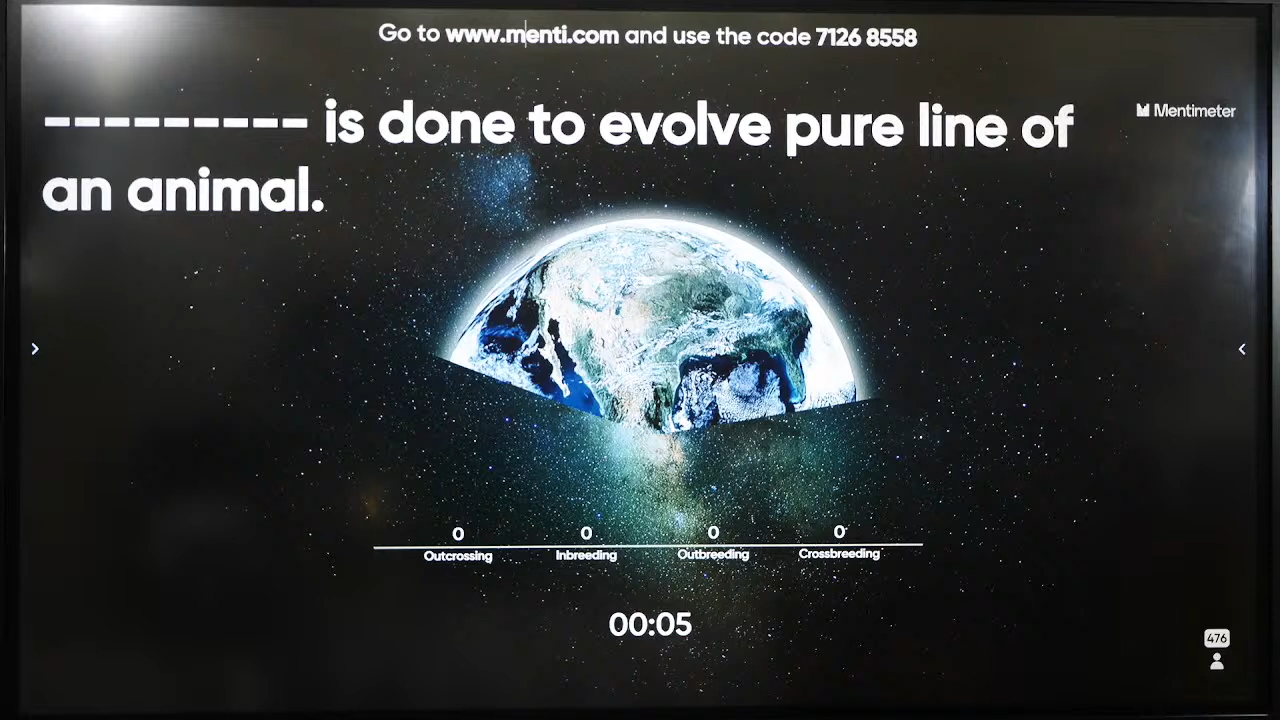 Go to www.menti.com and use the code 7126 8558
--------- is done to evolve pure line of
an animal.
Mentimeter
0 0 0 0
Outcrossing Inbreeding Outbreeding Crossbreeding
00:05
476